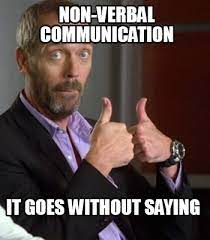 NON-VERBAL
COMMUNICATION
IT GOES WITHOUT SAYING